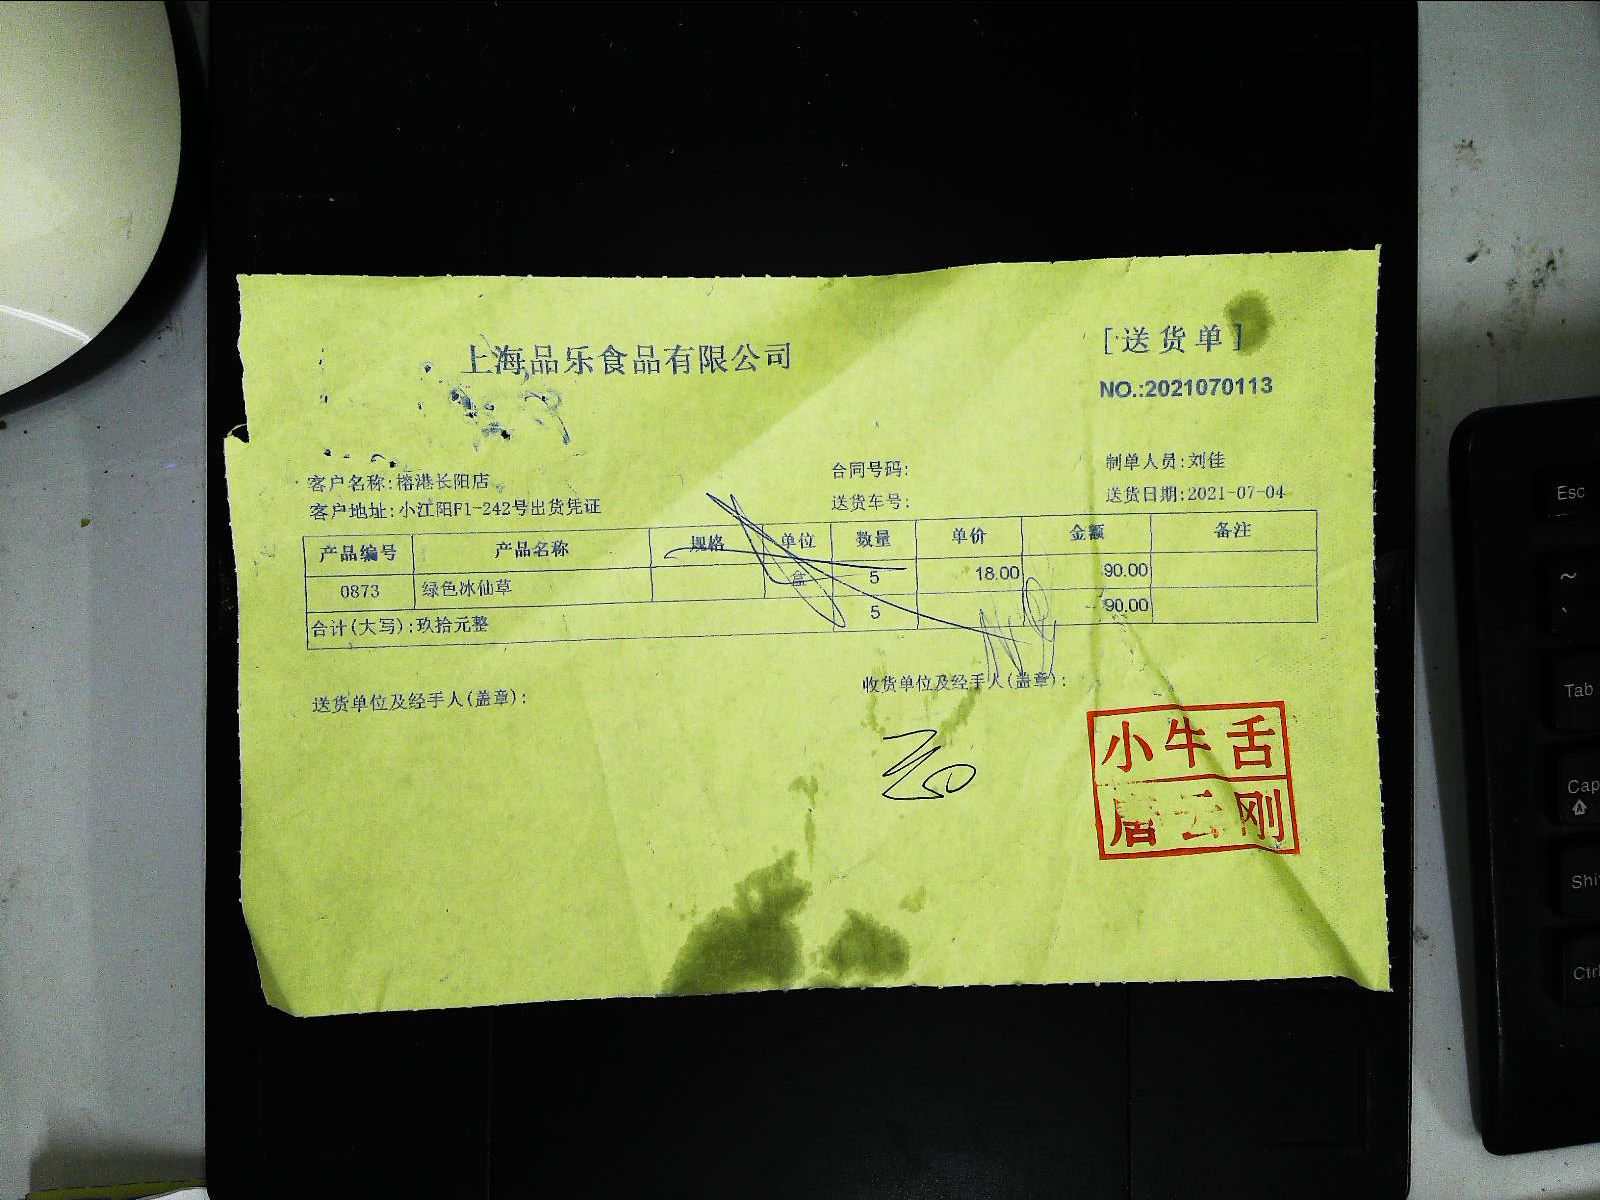 上海品乐食品有限公司
[送货单]
NO.:2021070113
客户名称:榕港长阳店
合同号码:
制单人员:刘佳
客户地址:小江阳F1-242号出货凭证
送货车号:
送货日期:2021-07-04
产品编号 产品名称 规格 单位 数量 单价 金额 备注
0873 绿色冰仙草 盒 5 18.00 90.00
合计(大写):玖拾元整 5 90.00
送货单位及经手人(盖章):
收货单位及经手人(盖章):
小牛舌
唐云刚
Esc
~
`
Tab
Cap
Shi
Ctrl